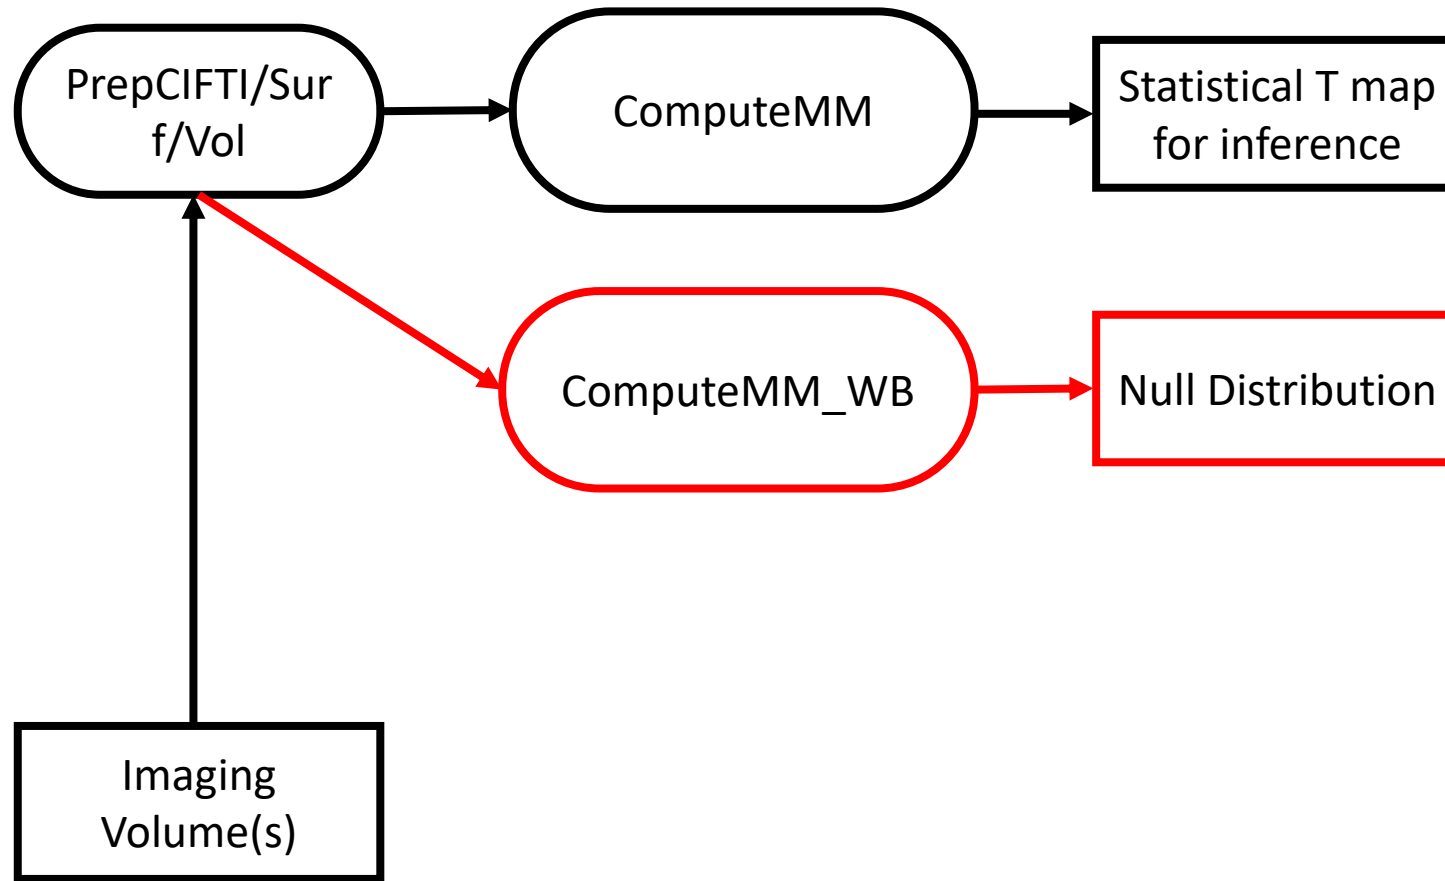 PrepCIFTI/Sur
f/Vol
ComputeMM
Statistical T map
for inference
ComputeMM_WB
Null Distribution
Imaging
Volume(s)